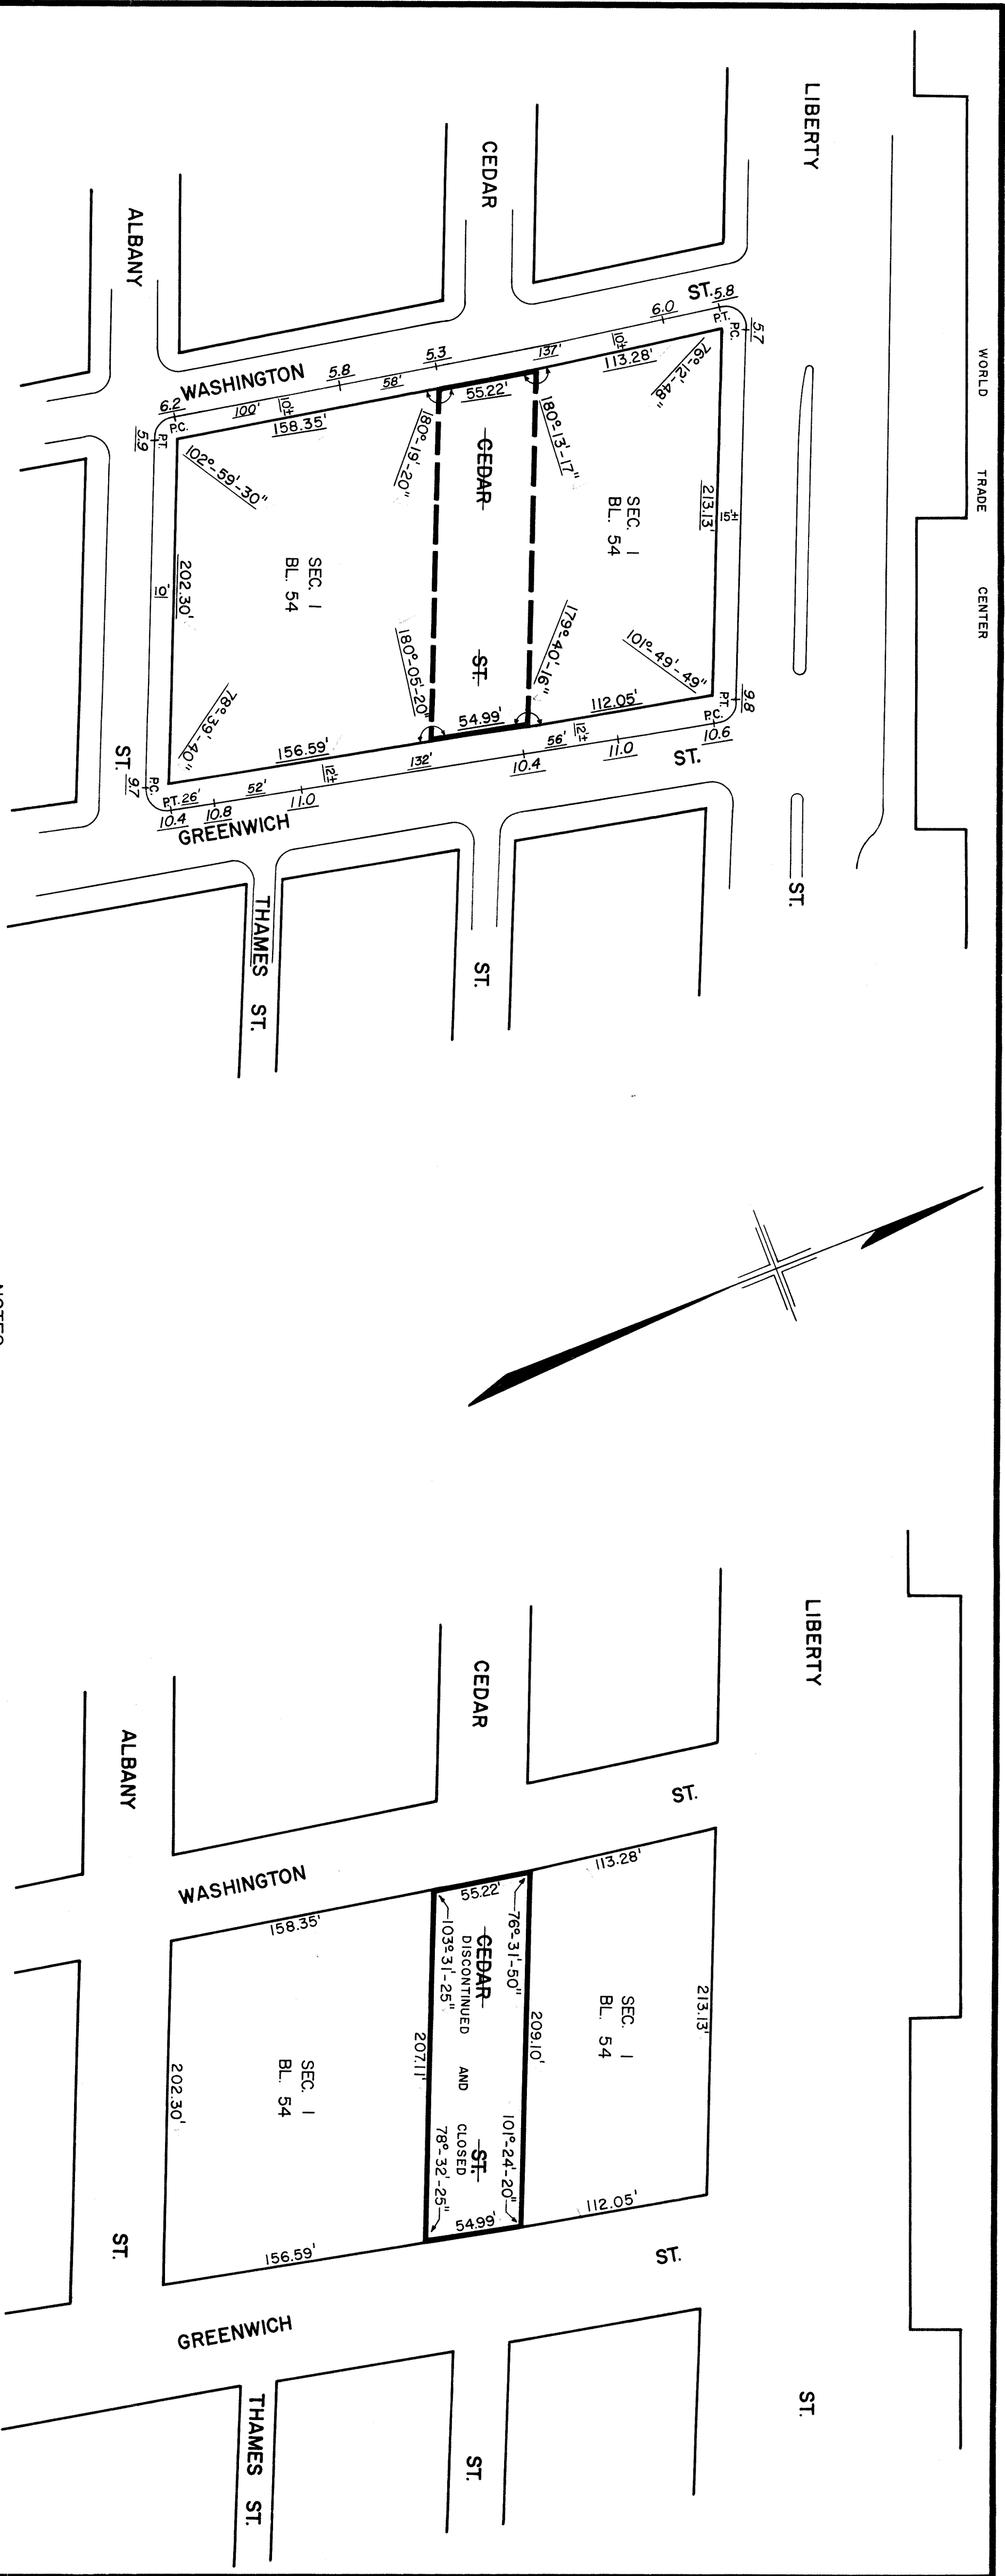 WORLD TRADE CENTER
LIBERTY ST.
CEDAR ST.
ALBANY ST.
WASHINGTON ST.
GREENWICH ST.
THAMES ST.
5.8
P.T.
P.C.
5.7
6.0
10'±
113.28'
76°-12'-48"
137'
5.3
55.22'
180°-13'-17"
58'
5.8
180°-19'-20"
CEDAR ST.
100'
10'±
158.35'
6.2
P.C.
P.T.
5.9
102°-59'-30"
213.13'
15'±
SEC. 1
BL. 54
SEC. 1
BL. 54
202.30'
10'
101°-49'-49"
179°-40'-16"
180°-05'-20"
78°-39'-40"
112.05'
54.99'
156.59'
9.8
P.T.
P.C.
10.6
12'±
11.0
56'
10.4
132'
12'±
11.0
52'
10.8
26'
P.T.
10.4
P.C.
9.7
NOTES
LIBERTY ST.
CEDAR ST.
ALBANY ST.
WASHINGTON ST.
GREENWICH ST.
THAMES ST.
113.28'
55.22'
158.35'
213.13'
SEC. 1
BL. 54
76°-31'-50"
209.10'
101°-24'-20"
CEDAR ST.
DISCONTINUED AND CLOSED
103°-31'-25"
207.11'
78°-32'-25"
SEC. 1
BL. 54
202.30'
112.05'
54.99'
156.59'